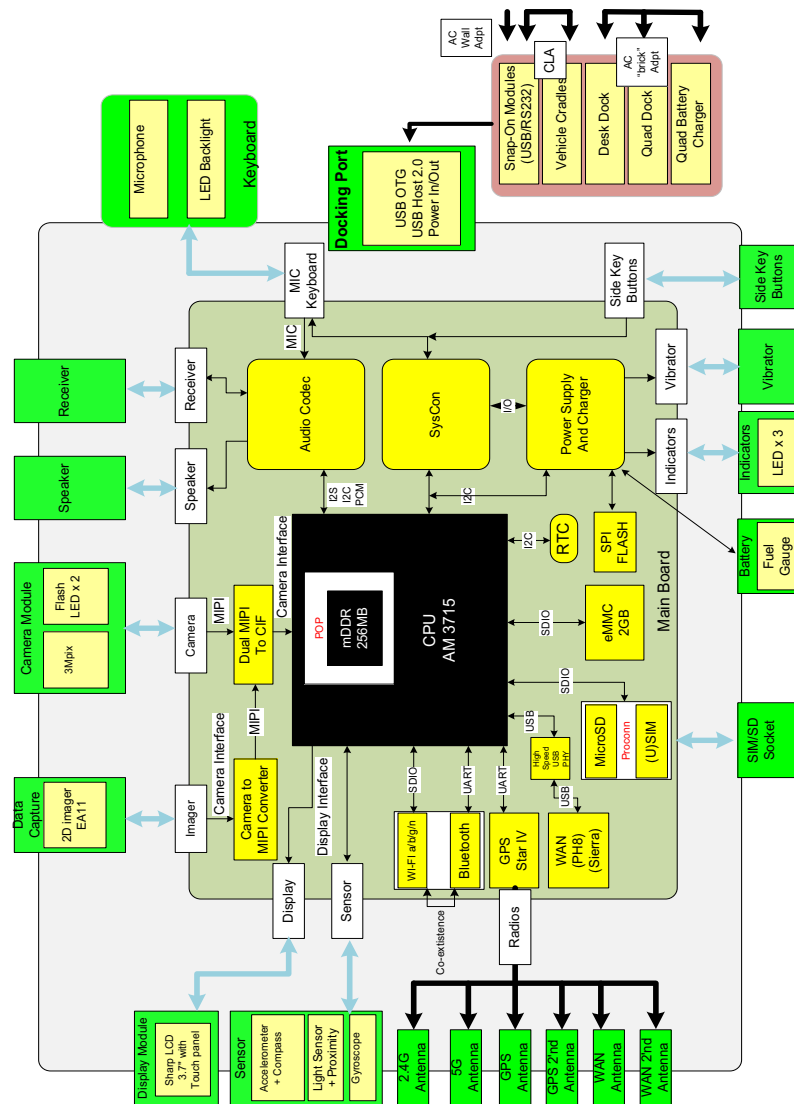 WAN 2'nd
Antenna
WAN
Antenna
GPS 2'nd
Antenna
GPS
Antenna
5G
Antenna
2.4G
Antenna
Sensor
Accelerometer
+ Compass
Light Sensor
+ Proximity
Gyroscope
Display Module
Sharp LCD
3.7" with
Touch panel
Data
Capture
2D imager
EA11
Radios
Co-extistence
Sensor
Display
Imager
Camera Interface
WAN
(PH8)
(Sierra)
GPS
Star IV
Bluetooth
WI-FI a/b/g/n
Camera to
MIPI Converter
USB
High
Speed
USB
PHY
USB
UART
UART
SDIO
Display Interface
MIPI
SIM/SD
Socket
MicroSD
Proconn
(U)SIM
SDIO
eMMC
2GB
SDIO
CPU
AM 3715
POP
mDDR
256MB
Camera Interface
Dual MIPI
To CIF
MIPI
Camera
Camera Module
3Mpix
Flash
LED x 2
Main Board
Battery
Fuel
Gauge
SPI
FLASH
RTC
I2C
I2C
I2S
I2C
PCM
Speaker
Speaker
Indicators
LED x 3
Indicators
Power Supply
And Charger
I/O
SysCon
Audio Codec
Receiver
Receiver
Vibrator
Vibrator
MIC
Side Key
Buttons
Side Key
Buttons
MIC
Keyboard
Docking Port
USB OTG
USB Host 2.0
Power In/Out
Microphone
LED Backlight
Keyboard
Quad Battery
Charger
Quad Dock
Desk Dock
Vehicle Cradles
Snap-On Modules
(USB/RS232)
AC
"brick"
Adpt
CLA
AC
Wall
Adpt